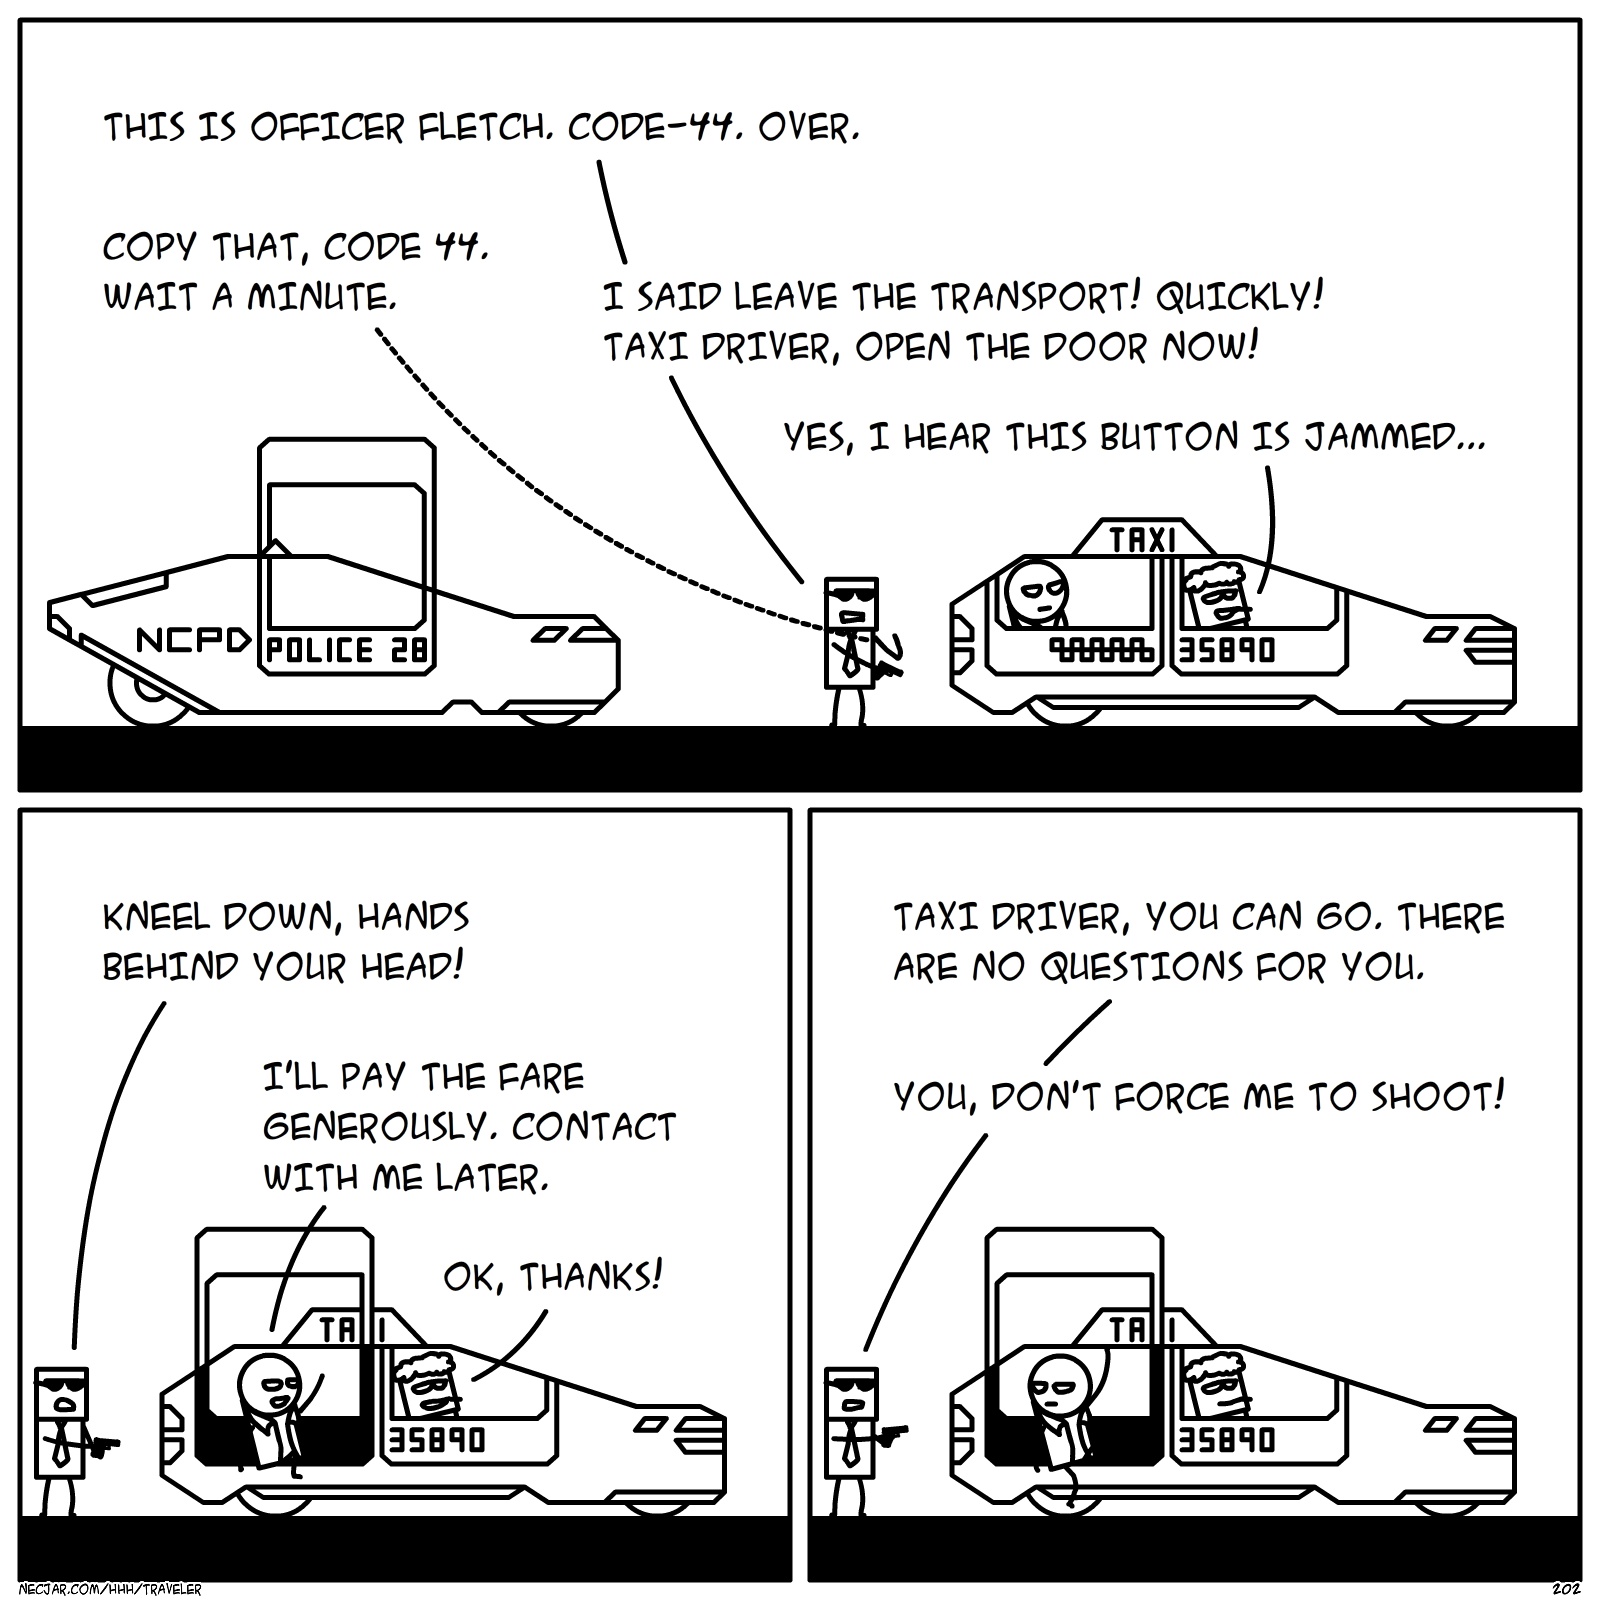 THIS IS OFFICER FLETCH. CODE-44. OVER.
COPY THAT, CODE 44.
WAIT A MINUTE.
I SAID LEAVE THE TRANSPORT! QUICKLY!
TAXI DRIVER, OPEN THE DOOR NOW!
YES, I HEAR THIS BUTTON IS JAMMED...
NCPD
POLICE 28
TAXI
35890
KNEEL DOWN, HANDS
BEHIND YOUR HEAD!
I'LL PAY THE FARE
GENEROUSLY. CONTACT
WITH ME LATER.
OK, THANKS!
TA I
35890
TAXI DRIVER, YOU CAN GO. THERE
ARE NO QUESTIONS FOR YOU.
YOU, DON'T FORCE ME TO SHOOT!
TA I
35890
NECJAR.COM/HHH/TRAVELER
202